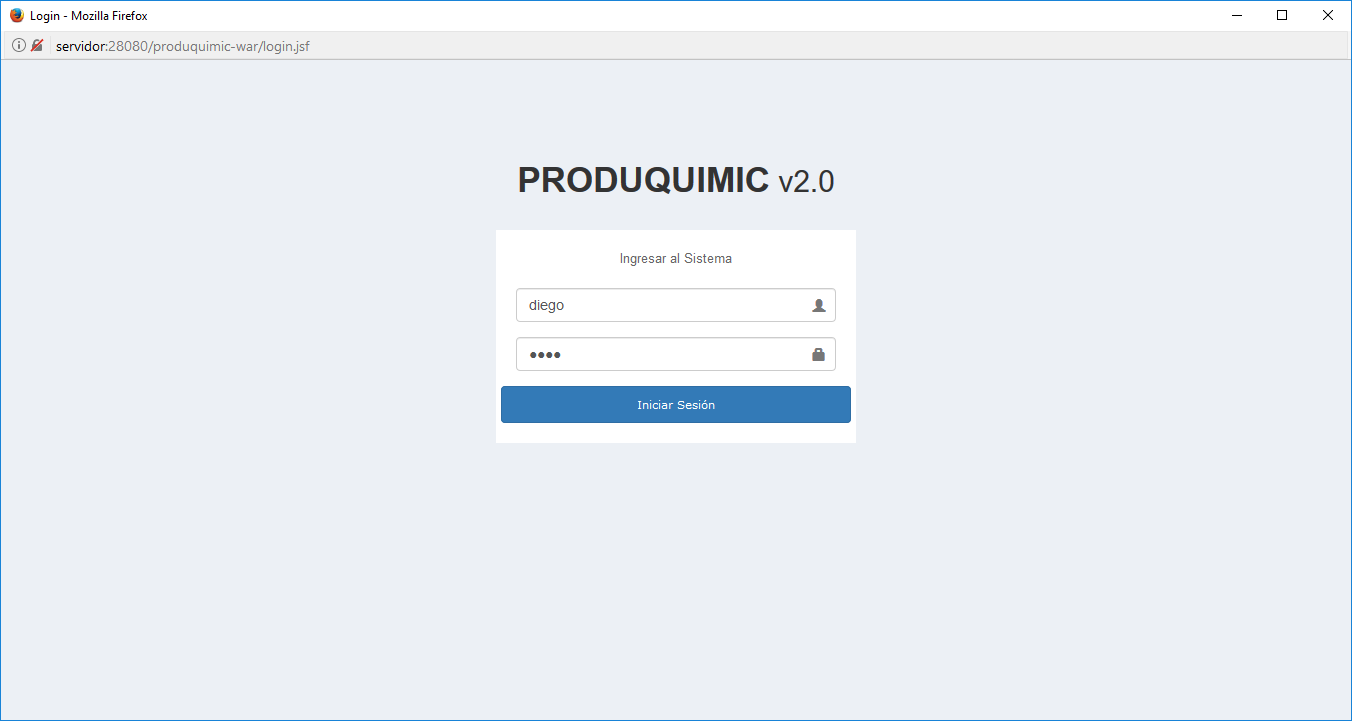 Login - Mozilla Firefox
servidor:28080/produquimic-war/login.jsf
PRODUQUIMIC v2.0
Ingresar al Sistema
diego
••••
Iniciar Sesión